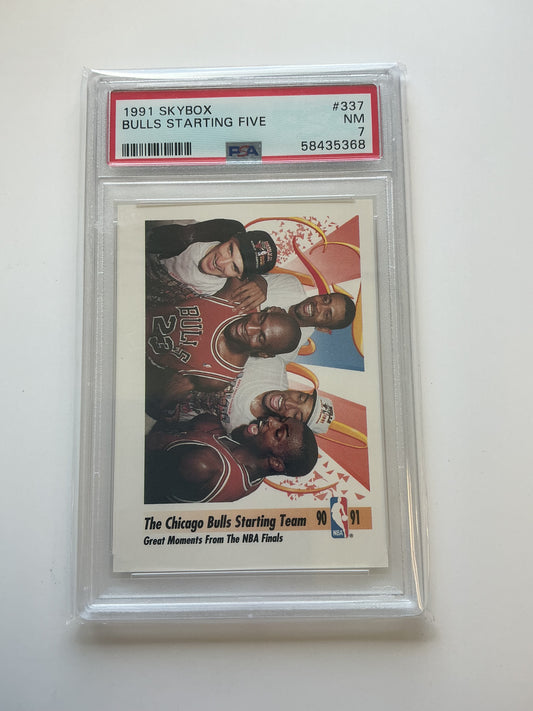 1991 SKYBOX #337
BULLS STARTING FIVE NM
7
PSA 58435368
BULLS
23
The Chicago Bulls Starting Team 90 91
NBA
Great Moments From The NBA Finals